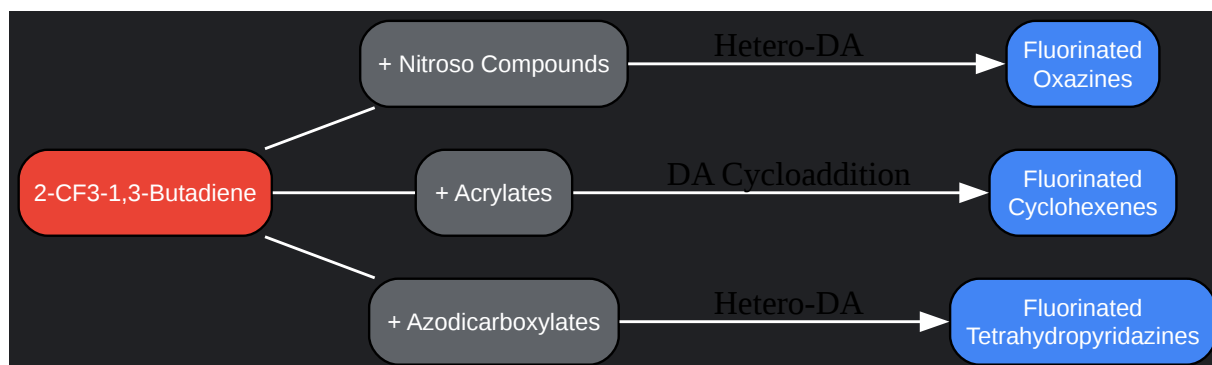 + Nitroso Compounds
Hetero-DA
Fluorinated
Oxazines
2-CF3-1,3-Butadiene
+ Acrylates
DA Cycloaddition
Fluorinated
Cyclohexenes
+ Azodicarboxylates
Hetero-DA
Fluorinated
Tetrahydropyridazines